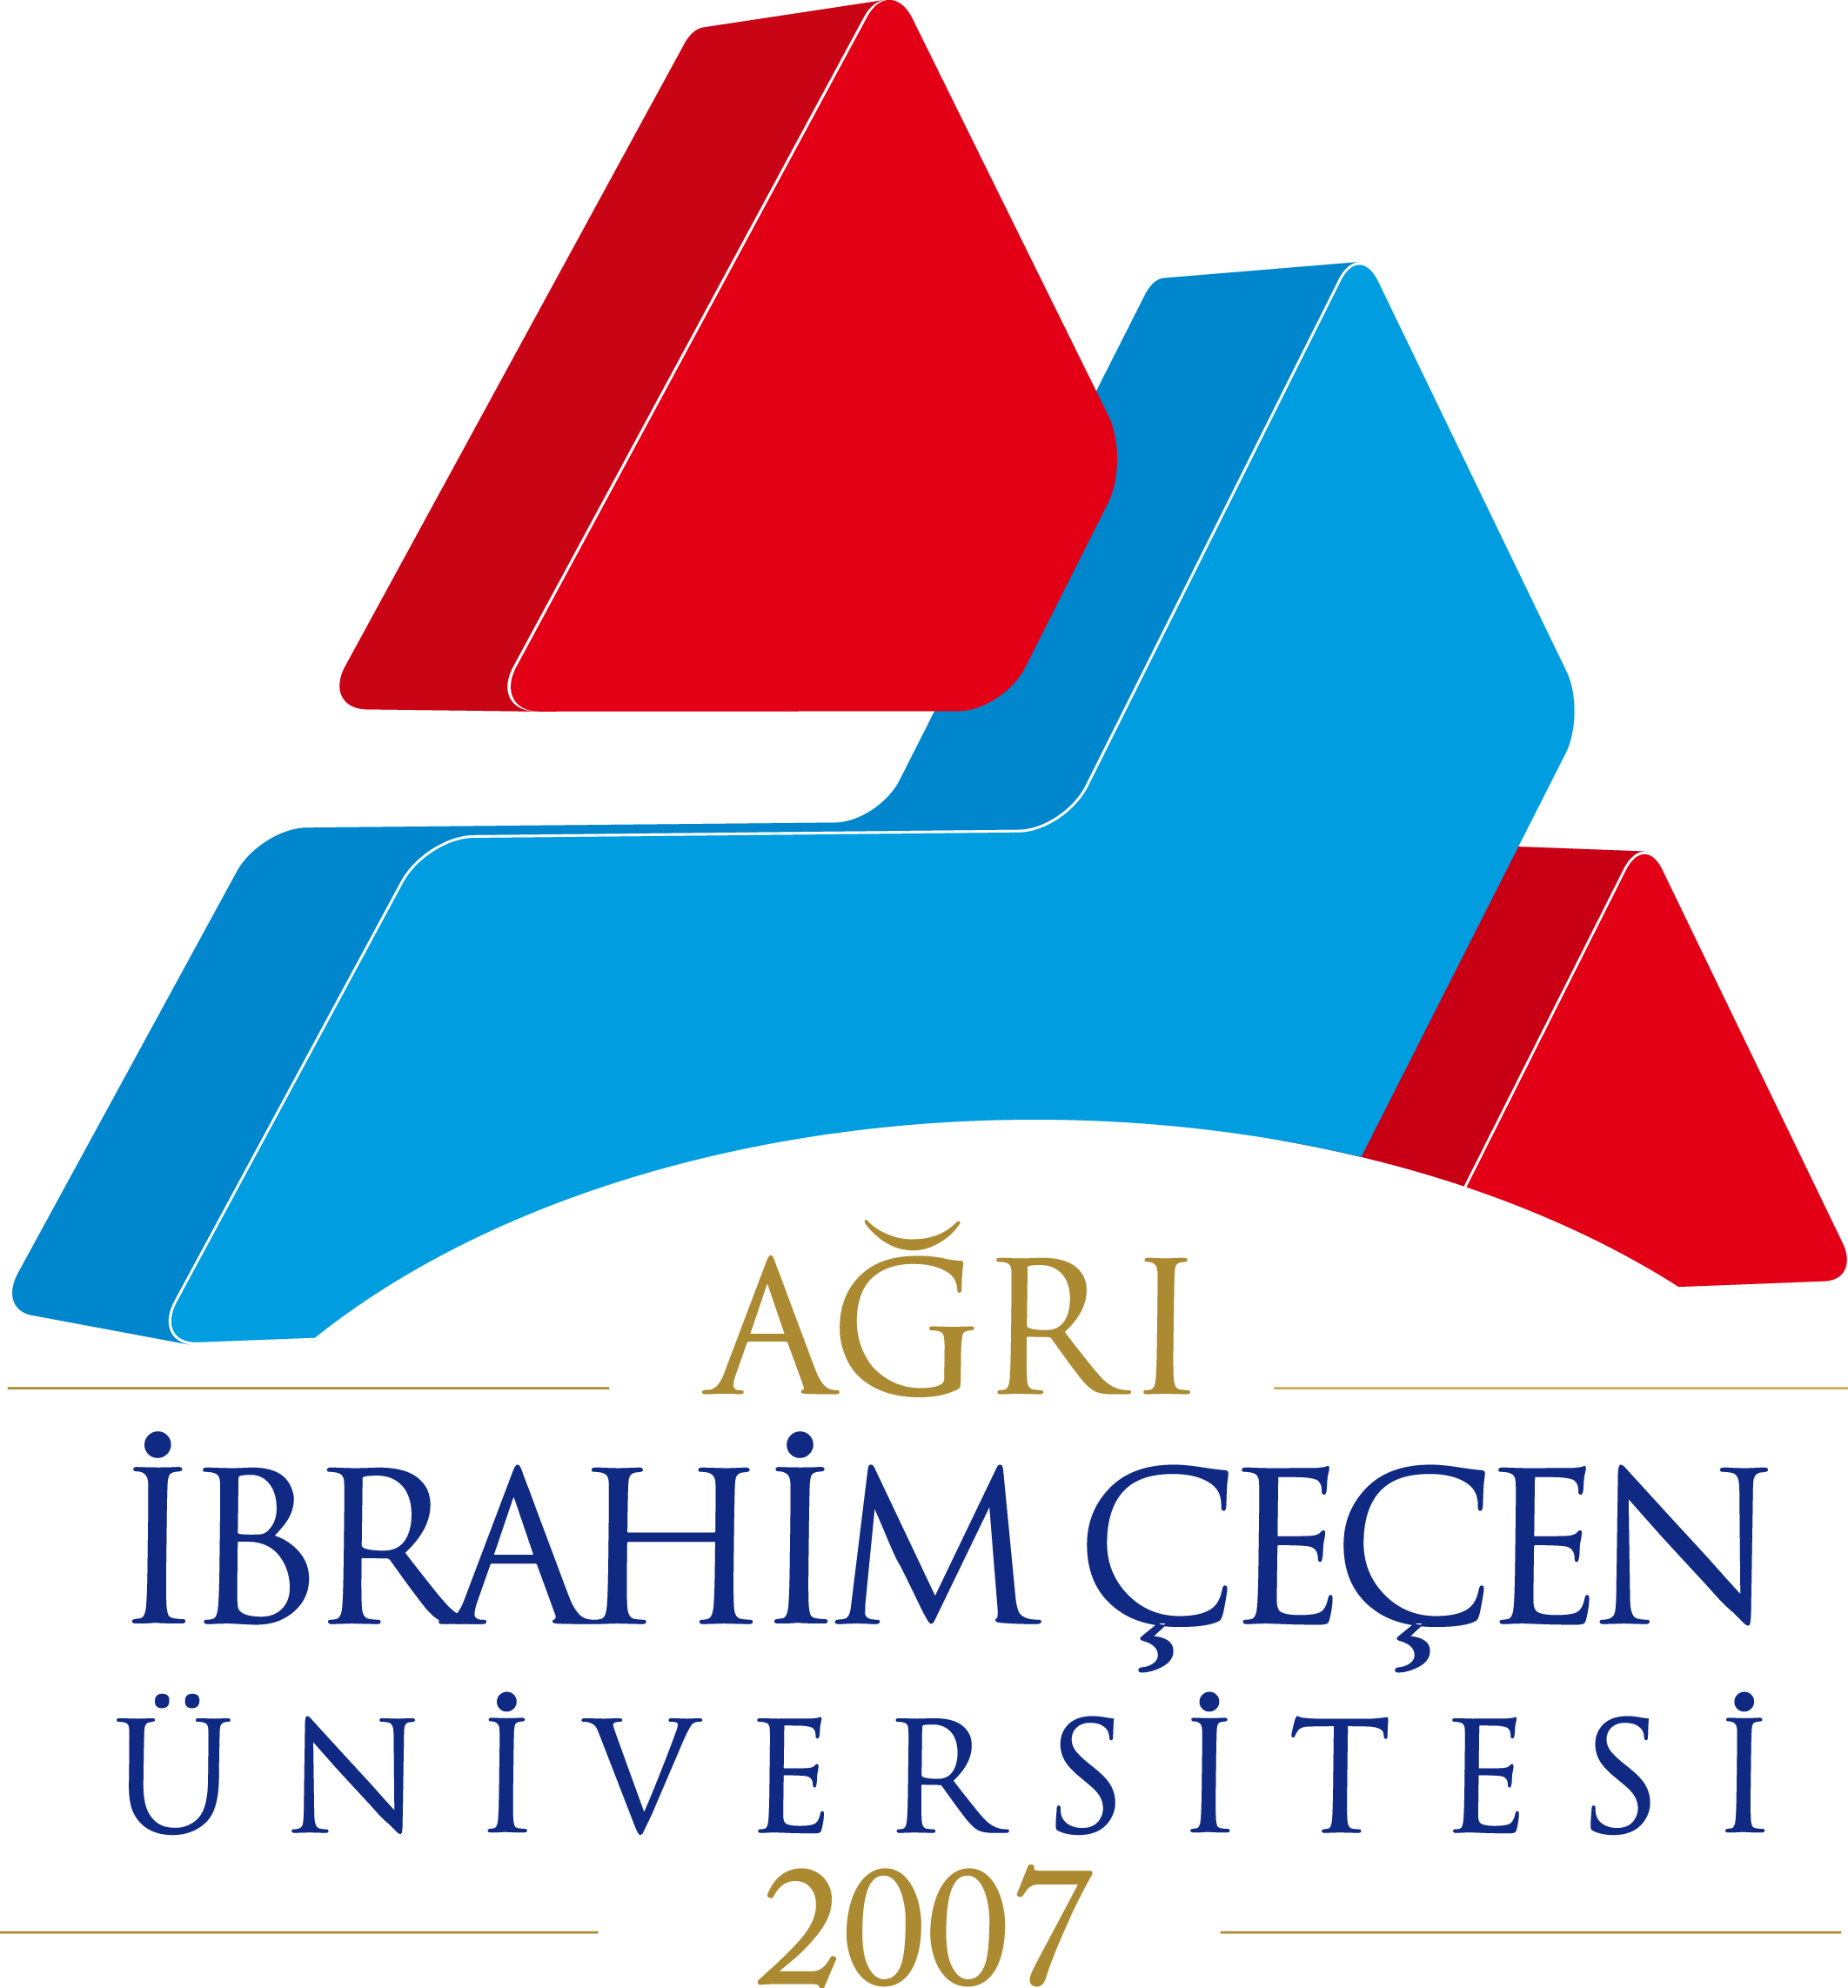 AĞRI
İBRAHİM ÇEÇEN
ÜNİVERSİTESİ
2007